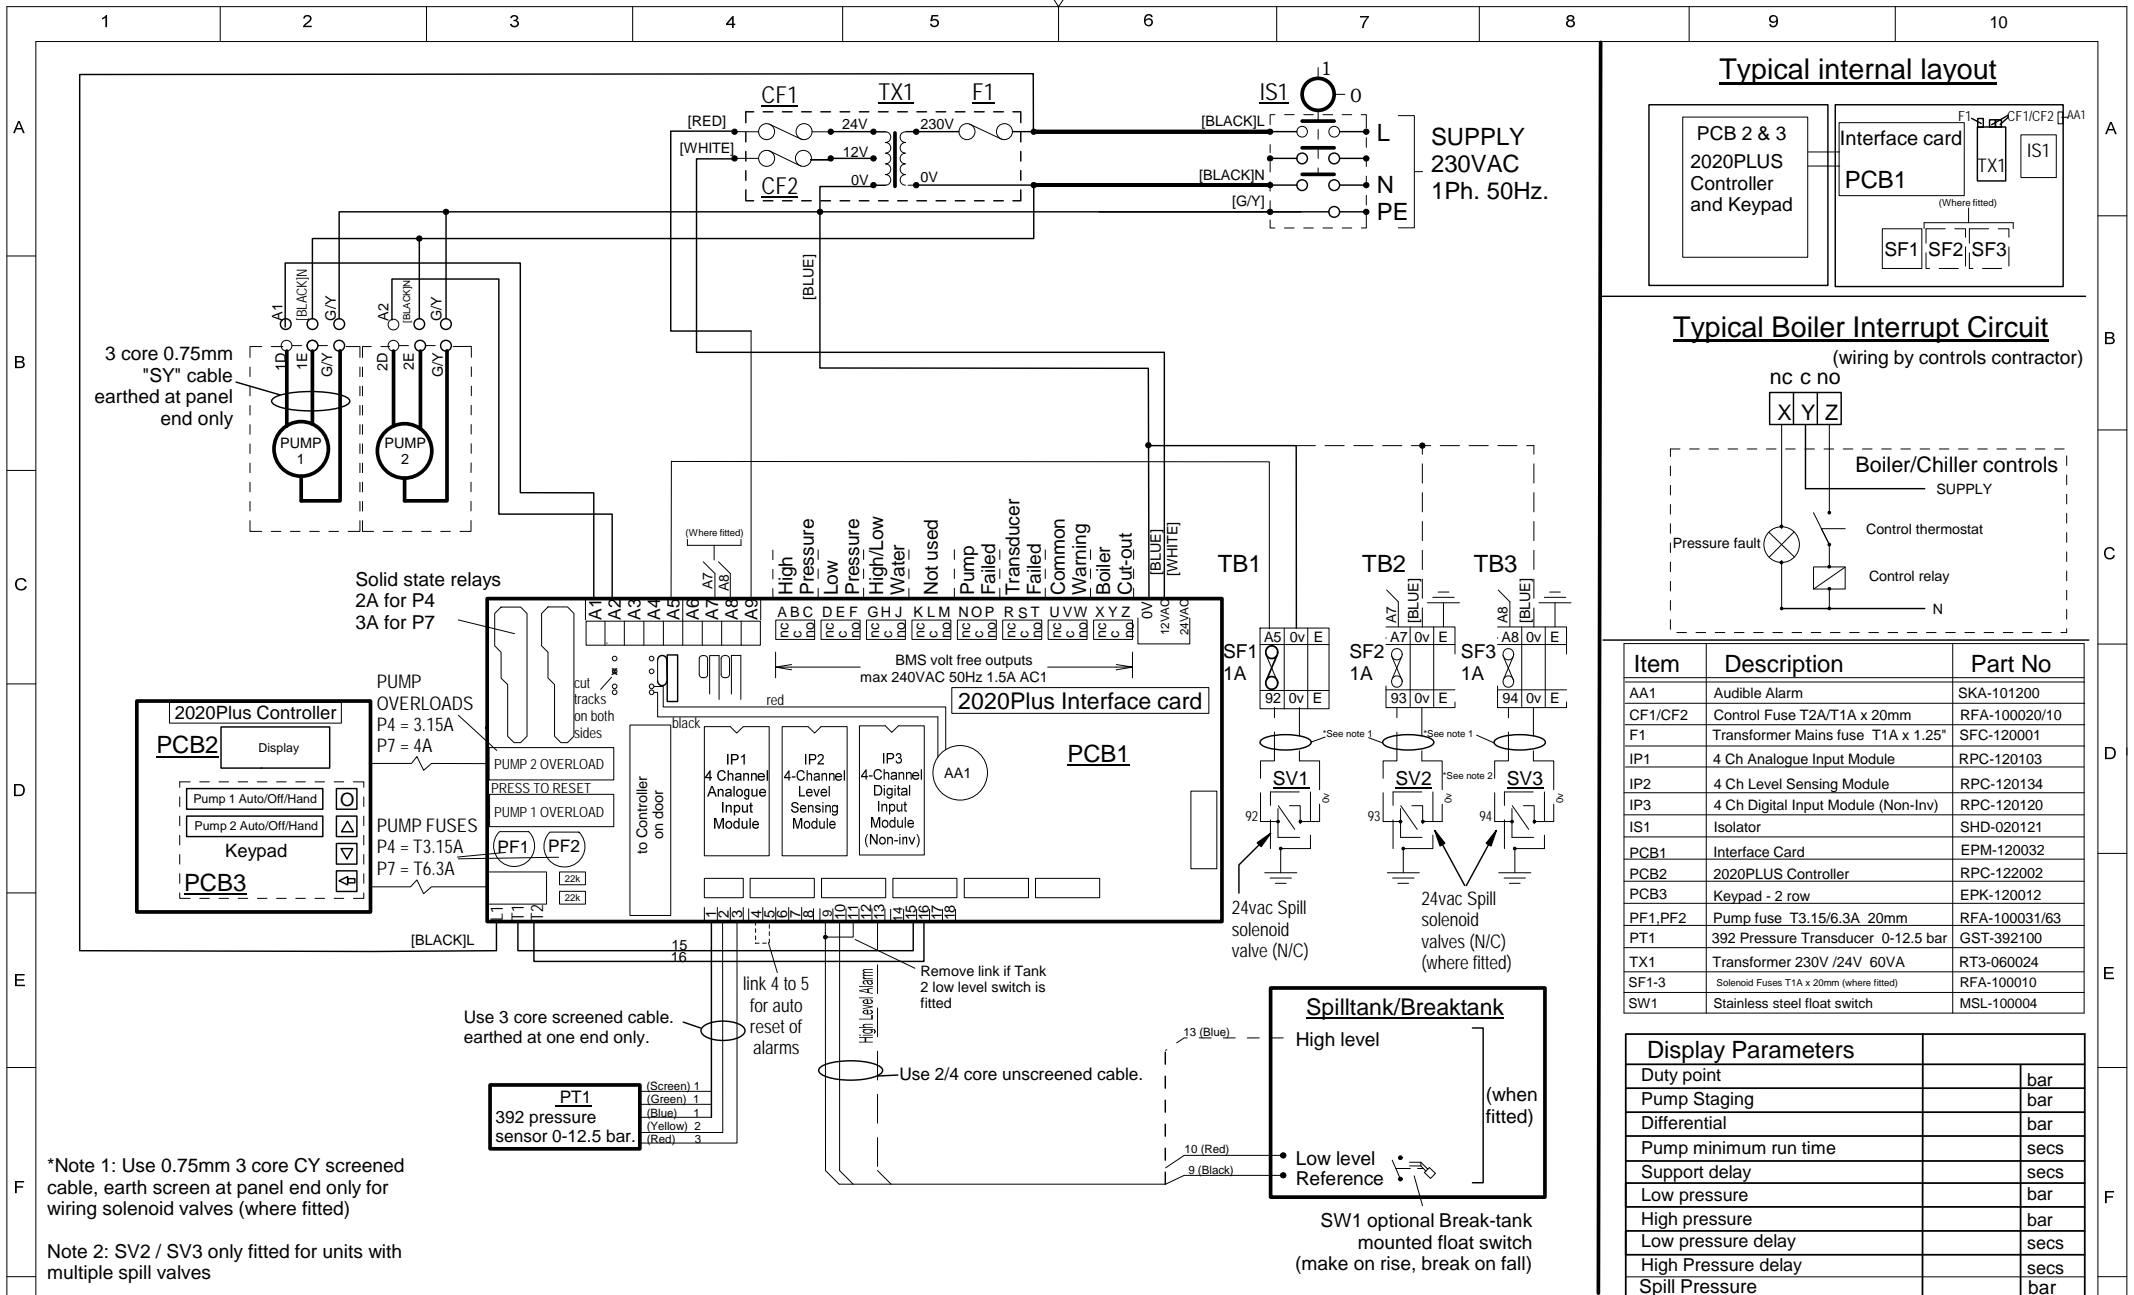 1 2 3 4 5 6 7 8 9 10
A
B
C
D
E
F
A
B
C
D
E
F
CF1 TX1 F1
[RED] 24V 230V
[WHITE] 12V
0V 0V
CF2
IS1 1
0
[BLACK]L
[BLACK]N
[G/Y]
L
N
PE
SUPPLY
230VAC
1Ph. 50Hz.
[BLUE]
A1 [BLACK]N G/Y A2 [BLACK]N G/Y
1D 1E G/Y 2D 2E G/Y
3 core 0.75mm
"SY" cable
earthed at panel
end only
PUMP
1
PUMP
2
Solid state relays
2A for P4
3A for P7
(Where fitted)
A7 A8
High
Pressure
Low
Pressure
High/Low
Water
Not used
Pump
Failed
Transducer
Failed
Common
Warning
Boiler
Cut-out
[BLUE]
[WHITE]
A1 A2 A3 A4 A5 A6 A7 A8 A9
A B C D E F G H J K L M N O P R S T U V W X Y Z
nc c no nc c no nc c no nc c no nc c no nc c no nc c no nc c no
0V
12VAC
24VAC
BMS volt free outputs
max 240VAC 50Hz 1.5A AC1
2020Plus Interface card
PCB1
cut
tracks
on both
sides
red
black
PUMP
OVERLOADS
P4 = 3.15A
P7 = 4A
PUMP 2 OVERLOAD
PRESS TO RESET
PUMP 1 OVERLOAD
PUMP FUSES
P4 = T3.15A
P7 = T6.3A
PF1 PF2
22k
22k
to Controller
on door
IP1
4 Channel
Analogue
Input
Module
IP2
4-Channel
Level
Sensing
Module
IP3
4-Channel
Digital
Input
Module
(Non-inv)
AA1
L1 T1 T2
1 2 3 4 5 6 7 8 9 10 11 12 13 14 15 16 17 18
2020Plus Controller
PCB2
Display
Pump 1 Auto/Off/Hand
Pump 2 Auto/Off/Hand
Keypad
PCB3
TB1
TB2
TB3
A7 [BLUE]
A8 [BLUE]
SF1
1A
A5 0v E
92 0v E
SF2
1A
A7 0v E
93 0v E
SF3
1A
A8 0v E
94 0v E
*See note 1
*See note 1
*See note 2
SV1
92 0v
SV2
93 0v
SV3
94 0v
24vac Spill
solenoid
valve (N/C)
24vac Spill
solenoid
valves (N/C)
(where fitted)
[BLACK]L
15
16
link 4 to 5
for auto
reset of
alarms
High Level Alarm
Remove link if Tank
2 low level switch is
fitted
Use 3 core screened cable.
earthed at one end only.
Use 2/4 core unscreened cable.
PT1
392 pressure
sensor 0-12.5 bar.
(Screen) 1
(Green) 1
(Blue) 1
(Yellow) 2
(Red) 3
Spilltank/Breaktank
13 (Blue)
High level
(when
fitted)
10 (Red)
Low level
9 (Black)
Reference
SW1 optional Break-tank
mounted float switch
(make on rise, break on fall)
*Note 1: Use 0.75mm 3 core CY screened
cable, earth screen at panel end only for
wiring solenoid valves (where fitted)
Note 2: SV2 / SV3 only fitted for units with
multiple spill valves
Typical internal layout
PCB 2 & 3
2020PLUS
Controller
and Keypad
Interface card
PCB1
F1 CF1/CF2 AA1
TX1
IS1
(Where fitted)
SF1 SF2 SF3
Typical Boiler Interrupt Circuit
(wiring by controls contractor)
nc c no
X Y Z
Boiler/Chiller controls
SUPPLY
Control thermostat
Pressure fault
Control relay
N
Item Description Part No
AA1 Audible Alarm SKA-101200
CF1/CF2 Control Fuse T2A/T1A x 20mm RFA-100020/10
F1 Transformer Mains fuse T1A x 1.25" SFC-120001
IP1 4 Ch Analogue Input Module RPC-120103
IP2 4 Ch Level Sensing Module RPC-120134
IP3 4 Ch Digital Input Module (Non-Inv) RPC-120120
IS1 Isolator SHD-020121
PCB1 Interface Card EPM-120032
PCB2 2020PLUS Controller RPC-122002
PCB3 Keypad - 2 row EPK-120012
PF1,PF2 Pump fuse T3.15/6.3A 20mm RFA-100031/63
PT1 392 Pressure Transducer 0-12.5 bar GST-392100
TX1 Transformer 230V /24V 60VA RT3-060024
SF1-3 Solenoid Fuses T1A x 20mm (where fitted) RFA-100010
SW1 Stainless steel float switch MSL-100004
Display Parameters
Duty point bar
Pump Staging bar
Differential bar
Pump minimum run time secs
Support delay secs
Low pressure bar
High pressure bar
Low pressure delay secs
High Pressure delay secs
Spill Pressure bar